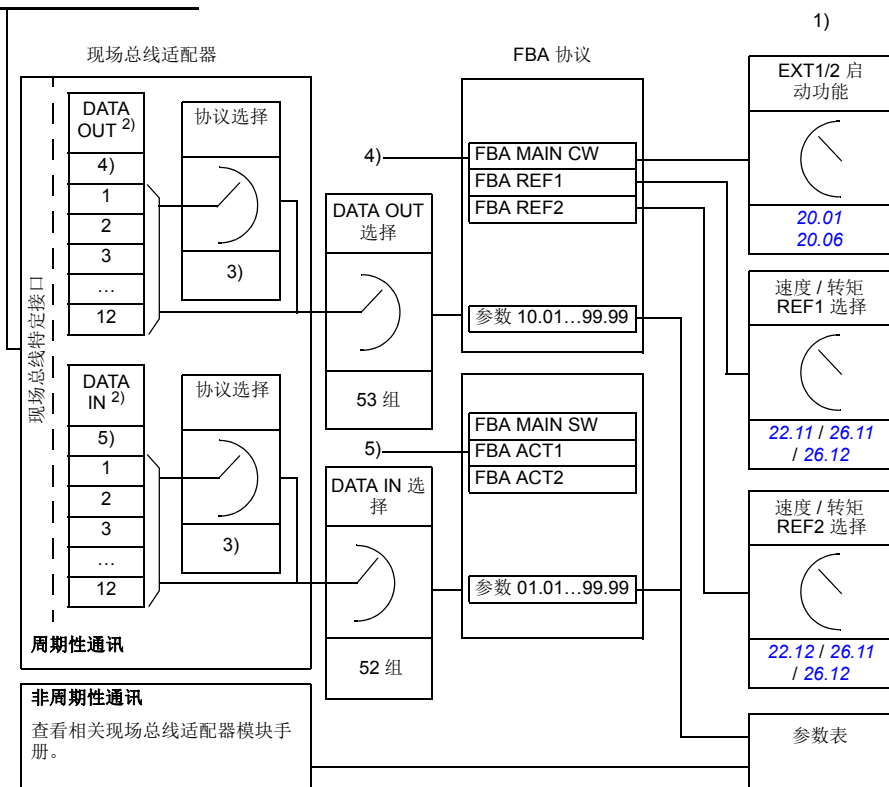 1)
现场总线适配器
FBA 协议
现场总线特定接口
DATA
OUT 2)
4)
1
2
3
…
12
协议选择
3)
DATA
IN 2)
5)
1
2
3
…
12
协议选择
3)
周期性通讯
DATA OUT
选择
53 组
DATA IN 选
择
52 组
4)
FBA MAIN CW
FBA REF1
FBA REF2
参数 10.01…99.99
5)
FBA MAIN SW
FBA ACT1
FBA ACT2
参数 01.01…99.99
EXT1/2 启
动功能
20.01
20.06
速度 / 转矩
REF1 选择
22.11 / 26.11
/ 26.12
速度 / 转矩
REF2 选择
22.12 / 26.11
/ 26.12
非周期性通讯
查看相关现场总线适配器模块手
册。
参数表